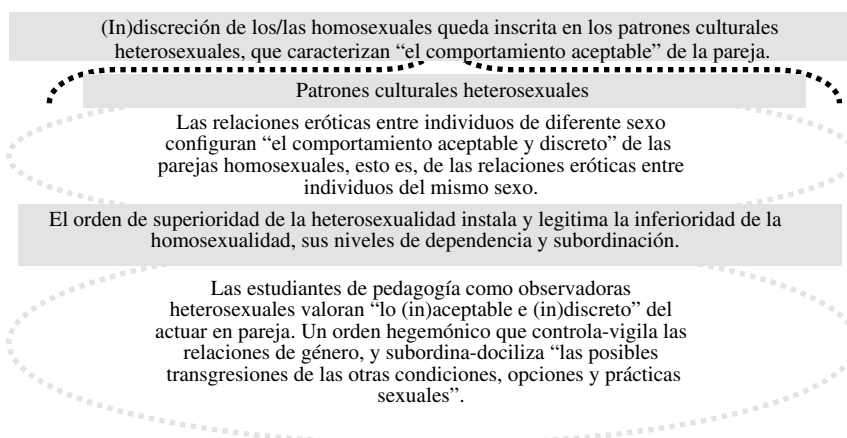 (In)discreción de los/las homosexuales queda inscrita en los patrones culturales
heterosexuales, que caracterizan “el comportamiento aceptable” de la pareja.
Patrones culturales heterosexuales
Las relaciones eróticas entre individuos de diferente sexo
configuran “el comportamiento aceptable y discreto” de las
parejas homosexuales, esto es, de las relaciones eróticas entre
individuos del mismo sexo.
El orden de superioridad de la heterosexualidad instala y legitima la inferioridad de la
homosexualidad, sus niveles de dependencia y subordinación.
Las estudiantes de pedagogía como observadoras
heterosexuales valoran “lo (in)aceptable e (in)discreto” del
actuar en pareja. Un orden hegemónico que controla-vigila las
relaciones de género, y subordina-dociliza “las posibles
transgresiones de las otras condiciones, opciones y prácticas
sexuales”.